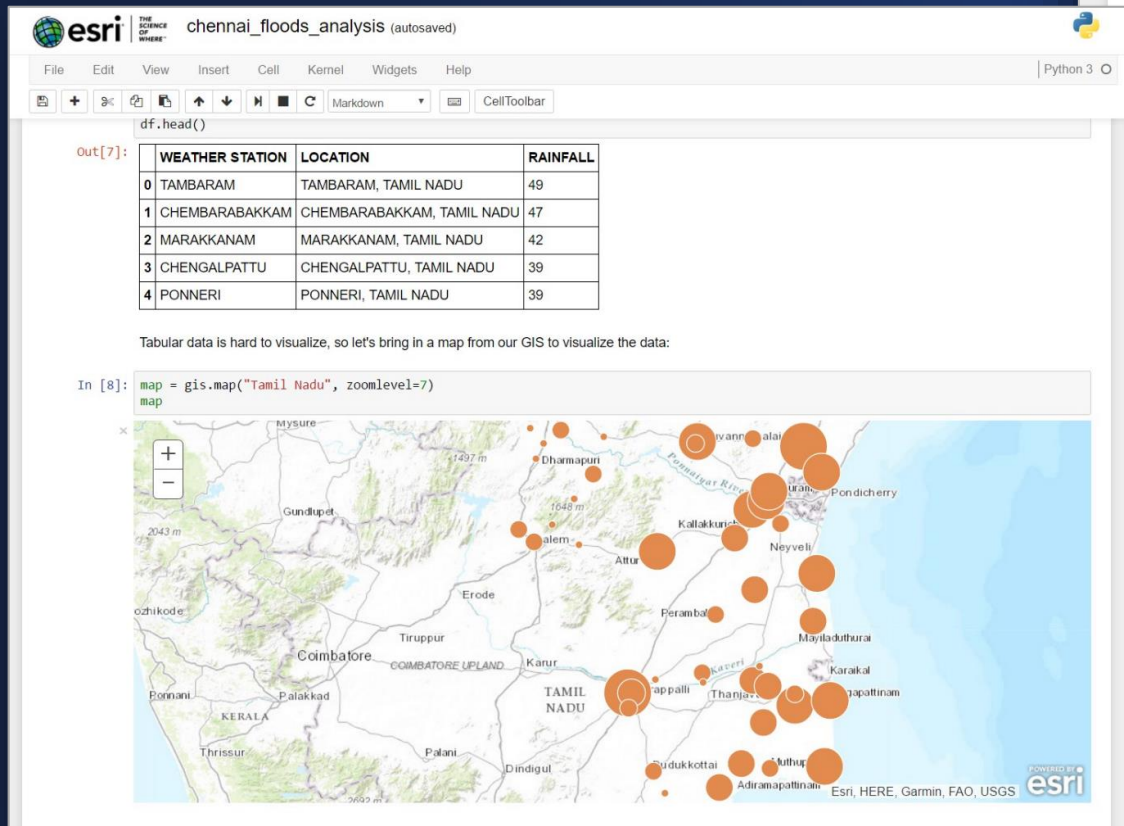 esri THE SCIENCE OF WHERE™ chennai_floods_analysis (autosaved)
File Edit View Insert Cell Kernel Widgets Help Python 3
Markdown CellToolbar
df.head()
Out[7]:
WEATHER STATION LOCATION RAINFALL
0 TAMBARAM TAMBARAM, TAMIL NADU 49
1 CHEMBARABAKKAM CHEMBARABAKKAM, TAMIL NADU 47
2 MARAKKANAM MARAKKANAM, TAMIL NADU 42
3 CHENGALPATTU CHENGALPATTU, TAMIL NADU 39
4 PONNERI PONNERI, TAMIL NADU 39
Tabular data is hard to visualize, so let's bring in a map from our GIS to visualize the data:
In [8]: map = gis.map("Tamil Nadu", zoomlevel=7)
map
×
+
−
Mysure
1497 m
Dharmapuri
Ponnaiyar
Pondicherry
Gundlupet
1648 m
2043 m
Neyveli
Attur
Erode
Tiruppur
Mayiladuthurai
Coimbatore
COIMBATORE UPLAND
Karur
Kaveri
Karaikal
Ponnani
Palakkad
TAMIL
NADU
KERALA
Thrissur
Palani
Dindigul
Adiramapattinam
2692 m
POWERED BY
esri
Esri, HERE, Garmin, FAO, USGS